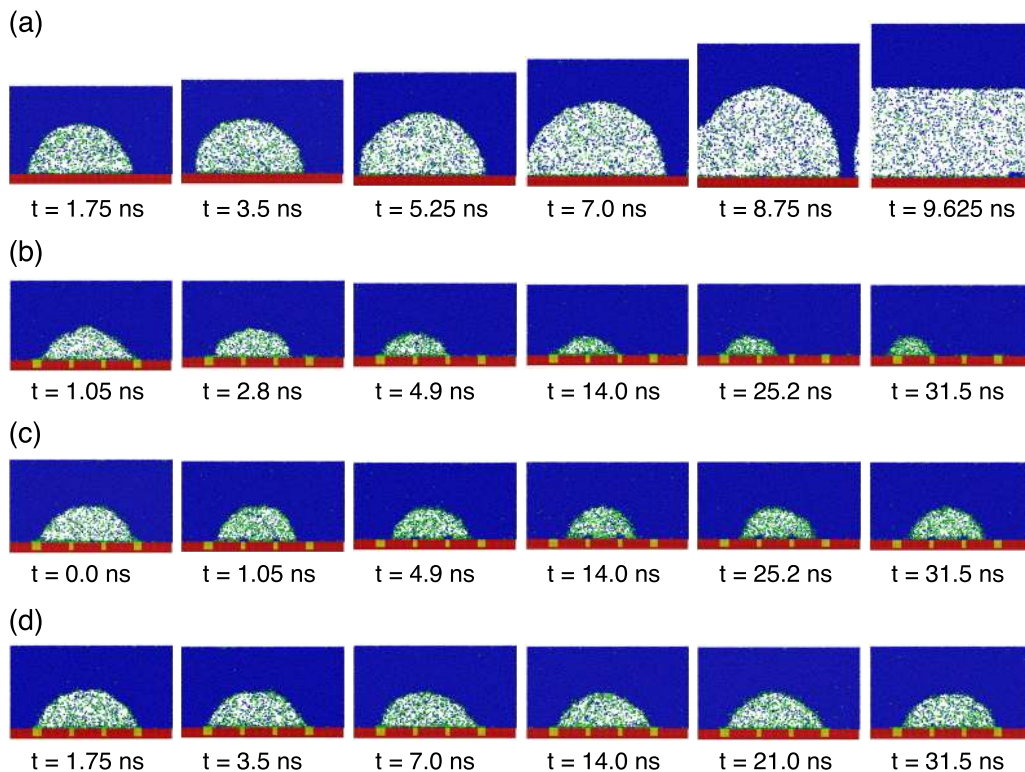 (a)
t = 1.75 ns t = 3.5 ns t = 5.25 ns t = 7.0 ns t = 8.75 ns t = 9.625 ns
(b)
t = 1.05 ns t = 2.8 ns t = 4.9 ns t = 14.0 ns t = 25.2 ns t = 31.5 ns
(c)
t = 0.0 ns t = 1.05 ns t = 4.9 ns t = 14.0 ns t = 25.2 ns t = 31.5 ns
(d)
t = 1.75 ns t = 3.5 ns t = 7.0 ns t = 14.0 ns t = 21.0 ns t = 31.5 ns